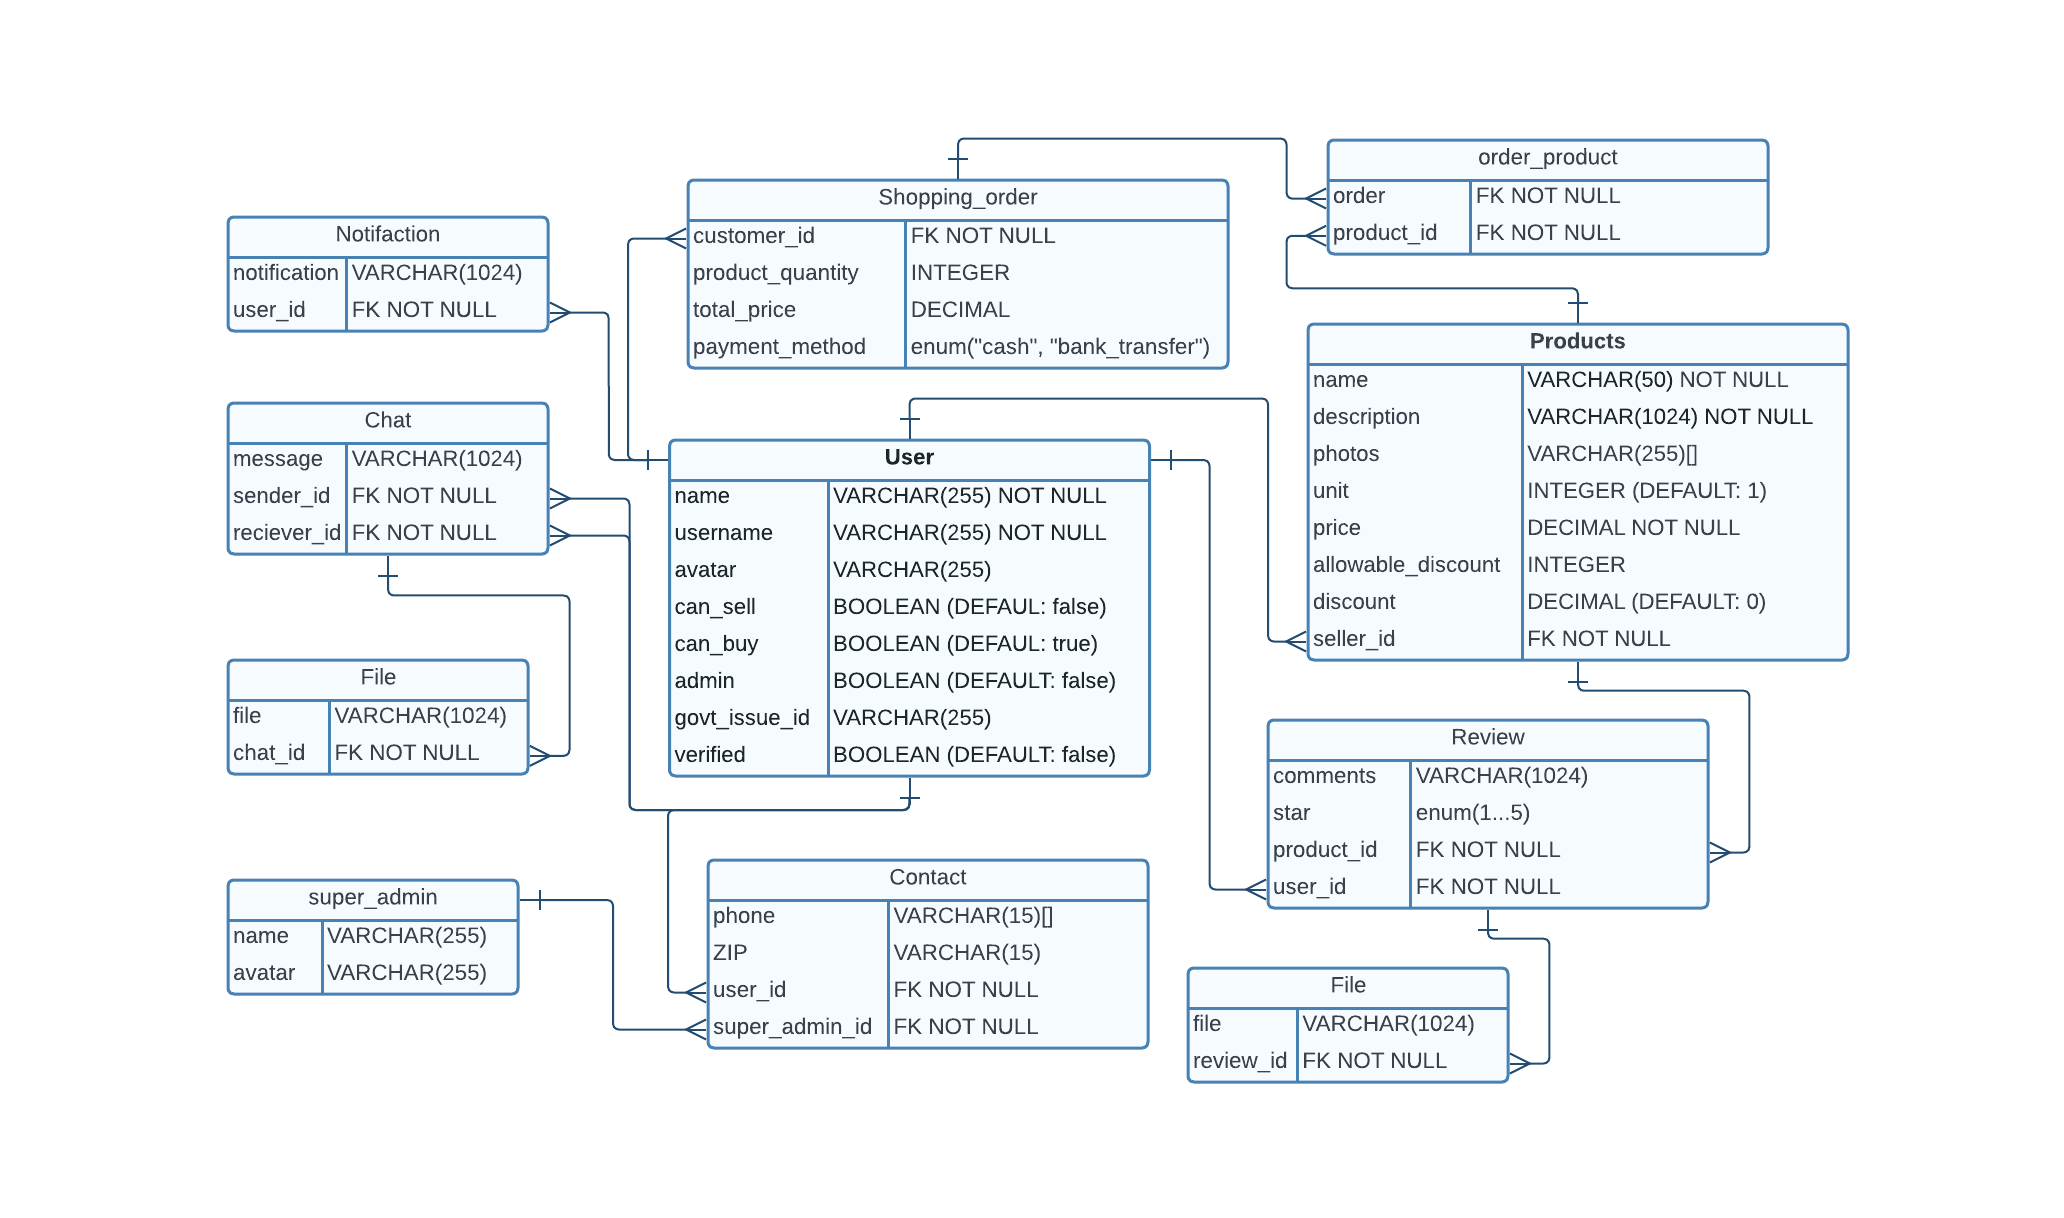 order_product
order FK NOT NULL
product_id FK NOT NULL
Shopping_order
customer_id FK NOT NULL
product_quantity INTEGER
total_price DECIMAL
payment_method enum("cash", "bank_transfer")
Notifaction
notification VARCHAR(1024)
user_id FK NOT NULL
Products
name VARCHAR(50) NOT NULL
description VARCHAR(1024) NOT NULL
photos VARCHAR(255)[]
unit INTEGER (DEFAULT: 1)
price DECIMAL NOT NULL
allowable_discount INTEGER
discount DECIMAL (DEFAULT: 0)
seller_id FK NOT NULL
Chat
message VARCHAR(1024)
sender_id FK NOT NULL
reciever_id FK NOT NULL
User
name VARCHAR(255) NOT NULL
username VARCHAR(255) NOT NULL
avatar VARCHAR(255)
can_sell BOOLEAN (DEFAUL: false)
can_buy BOOLEAN (DEFAUL: true)
admin BOOLEAN (DEFAULT: false)
govt_issue_id VARCHAR(255)
verified BOOLEAN (DEFAULT: false)
File
file VARCHAR(1024)
chat_id FK NOT NULL
Review
comments VARCHAR(1024)
star enum(1...5)
product_id FK NOT NULL
user_id FK NOT NULL
super_admin
name VARCHAR(255)
avatar VARCHAR(255)
Contact
phone VARCHAR(15)[]
ZIP VARCHAR(15)
user_id FK NOT NULL
super_admin_id FK NOT NULL
File
file VARCHAR(1024)
review_id FK NOT NULL